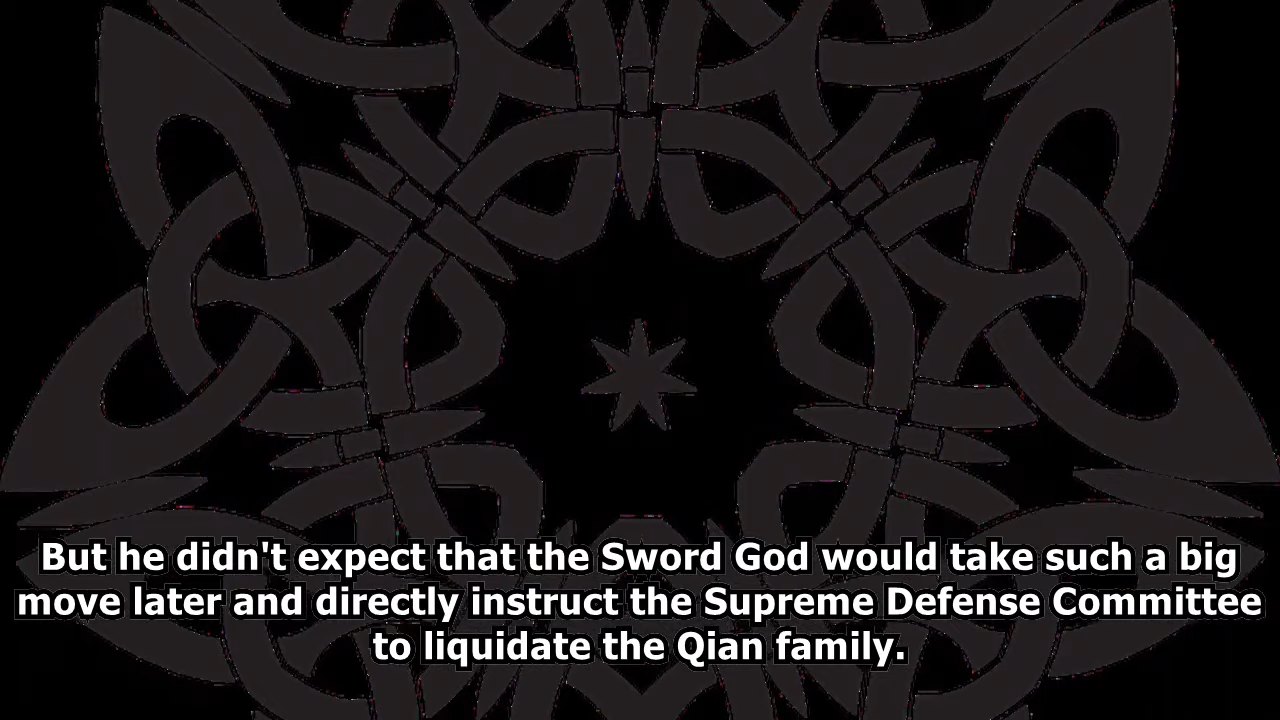 But he didn't expect that the Sword God would take such a big
move later and directly instruct the Supreme Defense Committee
to liquidate the Qian family.